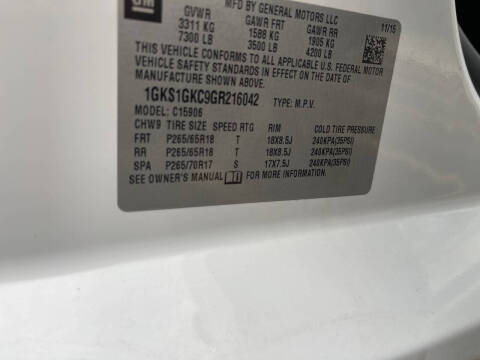 GM
MFD BY GENERAL MOTORS LLC
11/15
GVWR GAWR FRT GAWR RR
3311 KG 1588 KG 1905 KG
7300 LB 3500 LB 4200 LB
THIS VEHICLE CONFORMS TO ALL APPLICABLE U.S. FEDERAL MOTOR
VEHICLE SAFETY STANDARDS IN EFFECT ON THE DATE OF
MANUFACTURE SHOWN ABOVE.
1GKS1GKC9GR216042 TYPE: M.P.V.
MODEL: C15906
CHW9 TIRE SIZE SPEED RTG RIM COLD TIRE PRESSURE
FRT P265/65R18 T 18X8.5J 240KPA(35PSI)
RR P265/65R18 T 18X8.5J 240KPA(35PSI)
SPA P265/70R17 S 17X7.5J 240KPA(35PSI)
SEE OWNER'S MANUAL FOR MORE INFORMATION.